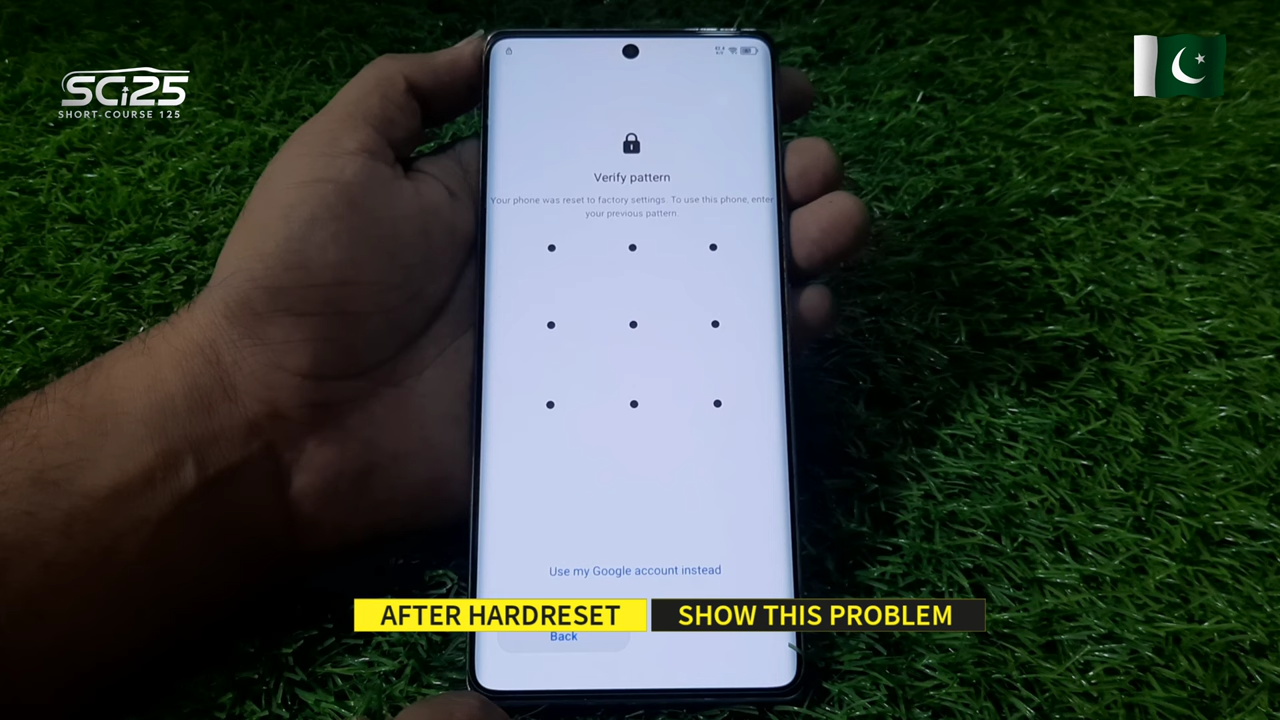 SCi25
SHORT-COURSE 125
Verify pattern
Your phone was reset to factory settings. To use this phone, enter
your previous pattern.
Use my Google account instead
AFTER HARDRESET
SHOW THIS PROBLEM
Back